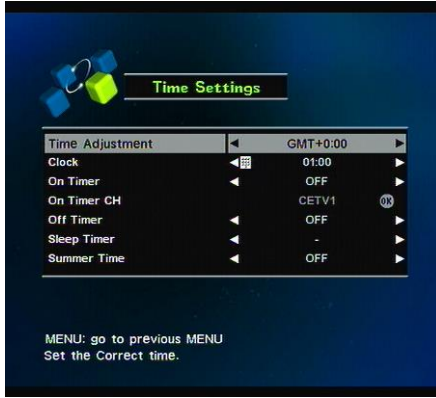 Time Settings
Time Adjustment GMT+0:00
Clock 01:00
On Timer OFF
On Timer CH CETV1 OK
Off Timer OFF
Sleep Timer -
Summer Time OFF
MENU: go to previous MENU
Set the Correct time.